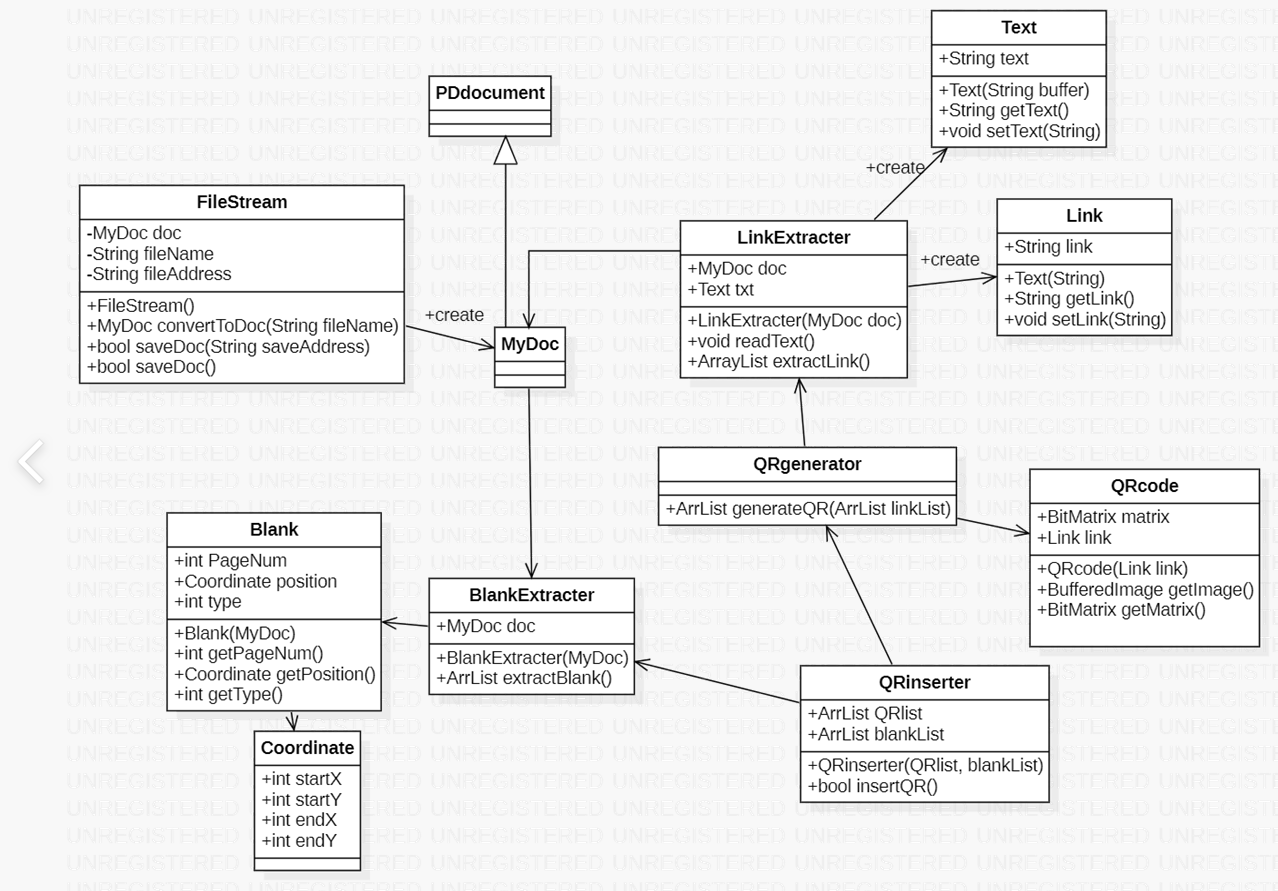 Text
+String text
+Text(String buffer)
+String getText()
+void setText(String)
PDdocument
+create
FileStream
-MyDoc doc
-String fileName
-String fileAddress
+FileStream()
+MyDoc convertToDoc(String fileName)
+bool saveDoc(String saveAddress)
+bool saveDoc()
+create
MyDoc
LinkExtracter
+MyDoc doc
+Text txt
+LinkExtracter(MyDoc doc)
+void readText()
+ArrayList extractLink()
+create
Link
+String link
+Text(String)
+String getLink()
+void setLink(String)
QRgenerator
+ArrList generateQR(ArrList linkList)
QRcode
+BitMatrix matrix
+Link link
+QRcode(Link link)
+BufferedImage getImage()
+BitMatrix getMatrix()
Blank
+int PageNum
+Coordinate position
+int type
+Blank(MyDoc)
+int getPageNum()
+Coordinate getPosition()
+int getType()
BlankExtracter
+MyDoc doc
+BlankExtracter(MyDoc)
+ArrList extractBlank()
QRinserter
+ArrList QRlist
+ArrList blankList
+QRinserter(QRlist, blankList)
+bool insertQR()
Coordinate
+int startX
+int startY
+int endX
+int endY
UNREGISTERED